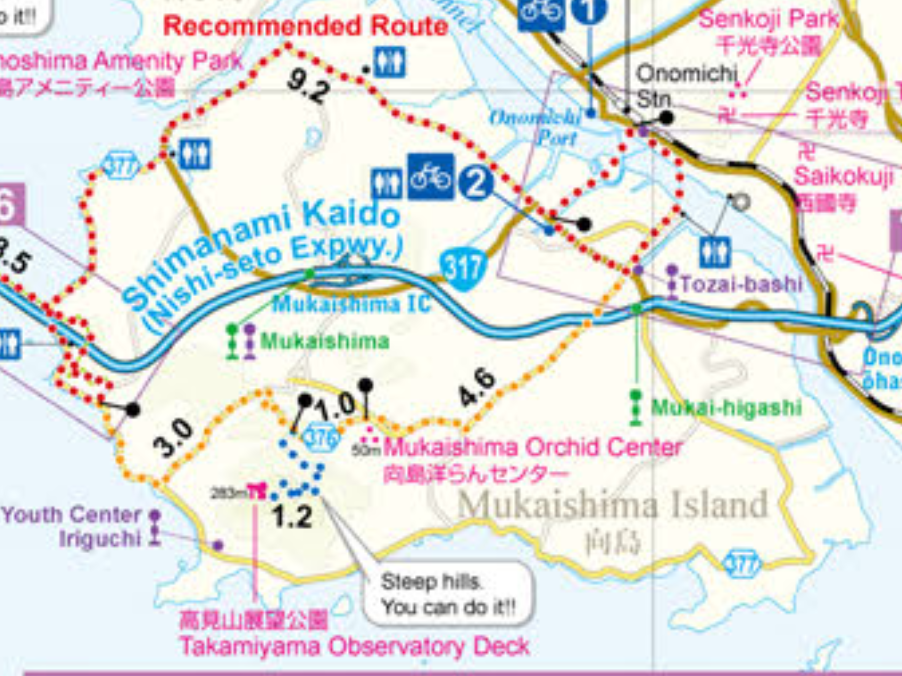 o it!!
Recommended Route
noshima Amenity Park
島アメニティー公園
9.2
1
Senkoji Park
千光寺公園
Onomichi
Stn.
Senkoji T
千光寺
Onomichi
Port
卍
卍
Saikokuji
西國寺
卍
377
2
6
3.5
Shimanami Kaido
(Nishi-seto Expwy.)
317
Mukaishima IC
Tozai-bashi
Mukaishima
Ono
ōhas
3.0
1.0
4.6
376
Mukai-higashi
50m
Mukaishima Orchid Center
向島洋らんセンター
283m
1.2
Mukaishima Island
向島
Youth Center
Iriguchi
377
Steep hills.
You can do it!!
高見山展望公園
Takamiyama Observatory Deck